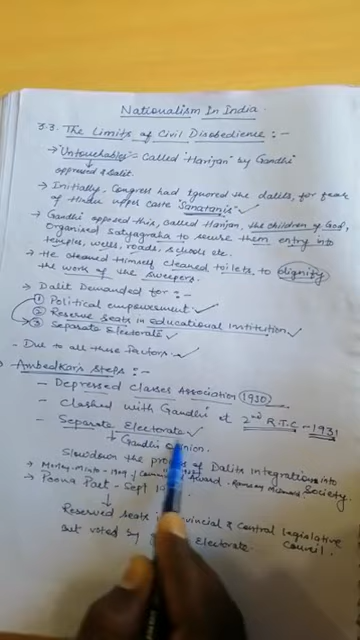 Nationalism In India.
3.3. The Limits of Civil Disobedience :-
→ "Untouchables" - called "Harijan" by Gandhi
oppressed & Dalit.
→ Initially, Congress had ignored the dalits, for fear
of Hindu upper caste "Sanatanis"
→ Gandhi opposed this, called Harijan, the children of God,
organised Satyagraha to secure them entry into
temples, wells, roads, schools etc.
→ He cleaned Himself cleaned toilets, to dignify
the work of the sweepers.
→ Dalit Demanded for :-
① Political empowerment
② Reserve Seats in educational Institution
③ Separate Electorate
- Due to all these Factors
→ Ambedkar's steps :-
- Depressed Classes Association (1930)
- Clashed with Gandhi at 2nd R.T.C - 1931
- Separate Electorate
↓ Gandhi opinion.
Slowdown the process of Dalits Integration into
Society.
Award -
→ Poona Pact - Sept
↓
Reserved Seats Provincial & Central legislative
Council.
But voted by Electorate.